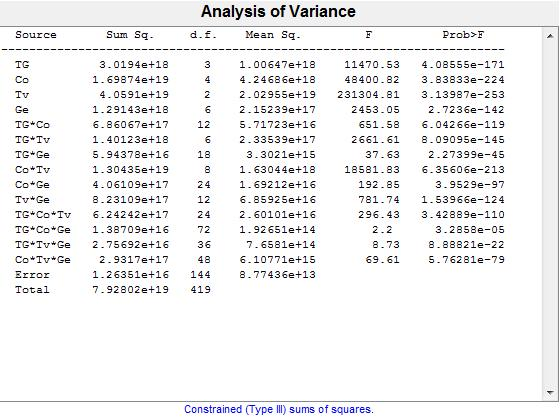 Analysis of Variance
Source Sum Sq. d.f. Mean Sq. F Prob>F
TG 3.0194e+18 3 1.00647e+18 11470.53 4.08555e-171
Co 1.69874e+19 4 4.24686e+18 48400.82 3.83833e-224
Tv 4.0591e+19 2 2.02955e+19 231304.81 3.13987e-253
Ge 1.29143e+18 6 2.15239e+17 2453.05 2.7236e-142
TG*Co 6.86067e+17 12 5.71723e+16 651.58 6.04266e-119
TG*Tv 1.40123e+18 6 2.33539e+17 2661.61 8.09095e-145
TG*Ge 5.94378e+16 18 3.3021e+15 37.63 2.27399e-45
Co*Tv 1.30435e+19 8 1.63044e+18 18581.83 6.35606e-213
Co*Ge 4.06109e+17 24 1.69212e+16 192.85 3.9529e-97
Tv*Ge 8.23109e+17 12 6.85925e+16 781.74 1.53966e-124
TG*Co*Tv 6.24242e+17 24 2.60101e+16 296.43 3.42889e-110
TG*Co*Ge 1.38709e+16 72 1.92651e+14 2.2 3.2858e-05
TG*Tv*Ge 2.75692e+16 36 7.6581e+14 8.73 8.88821e-22
Co*Tv*Ge 2.9317e+17 48 6.10771e+15 69.61 5.76281e-79
Error 1.26351e+16 144 8.77436e+13
Total 7.92802e+19 419
Constrained (Type III) sums of squares.